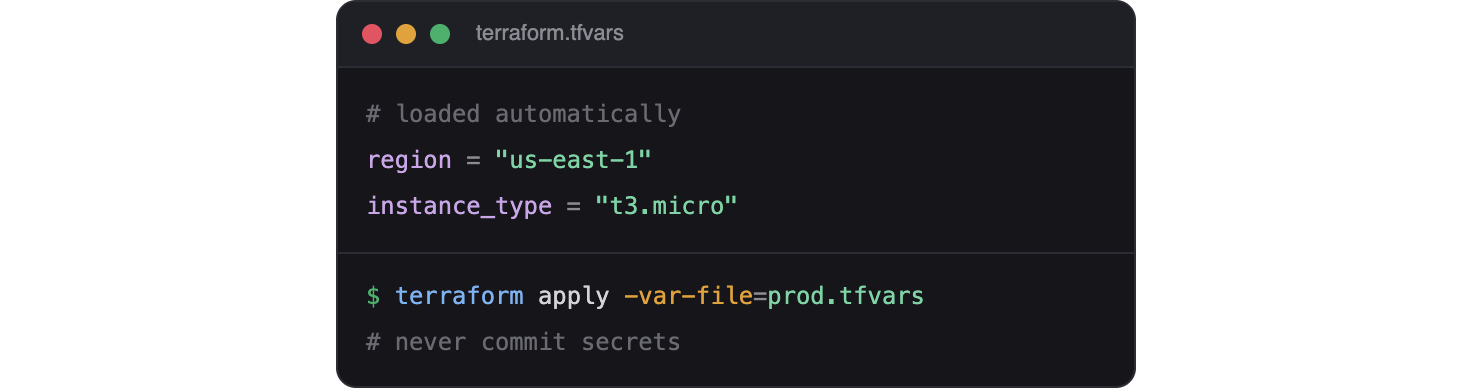 terraform.tfvars
# loaded automatically
region = "us-east-1"
instance_type = "t3.micro"
$ terraform apply -var-file=prod.tfvars
# never commit secrets